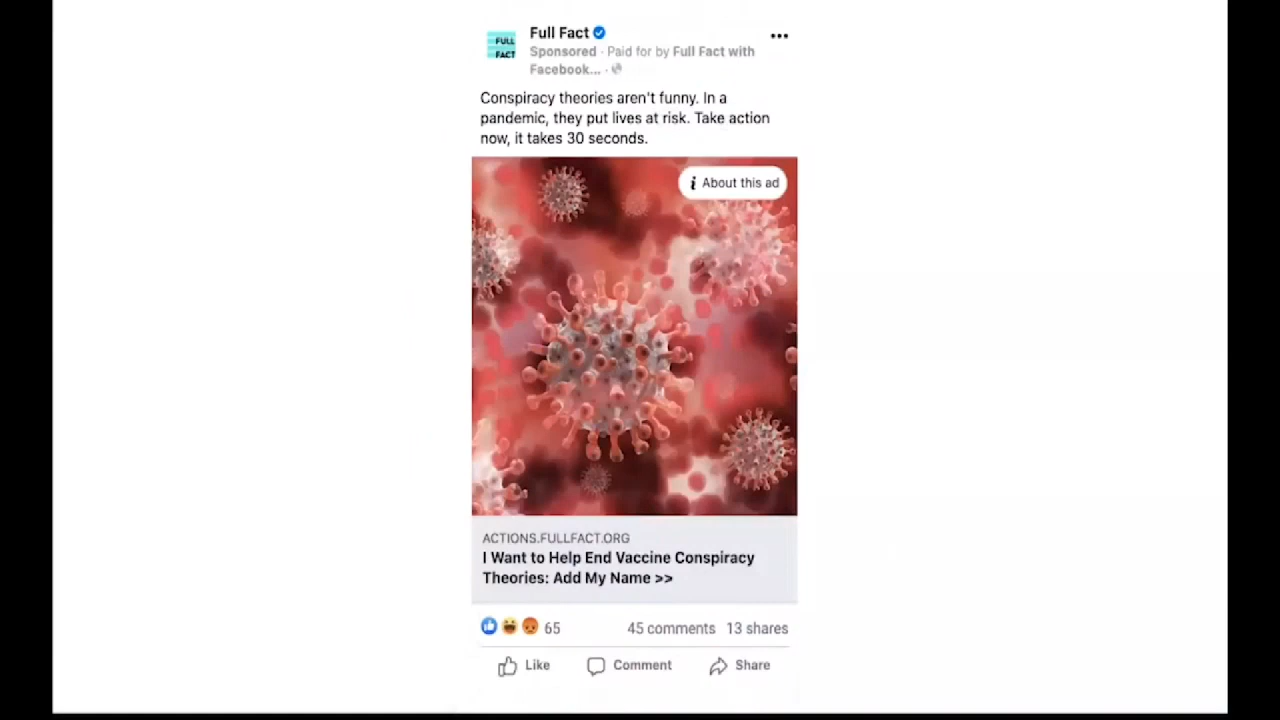 FULL
FACT
Full Fact
Sponsored · Paid for by Full Fact with
Facebook... ·
Conspiracy theories aren't funny. In a
pandemic, they put lives at risk. Take action
now, it takes 30 seconds.
i About this ad
ACTIONS.FULLFACT.ORG
I Want to Help End Vaccine Conspiracy
Theories: Add My Name >>
65 45 comments 13 shares
Like Comment Share